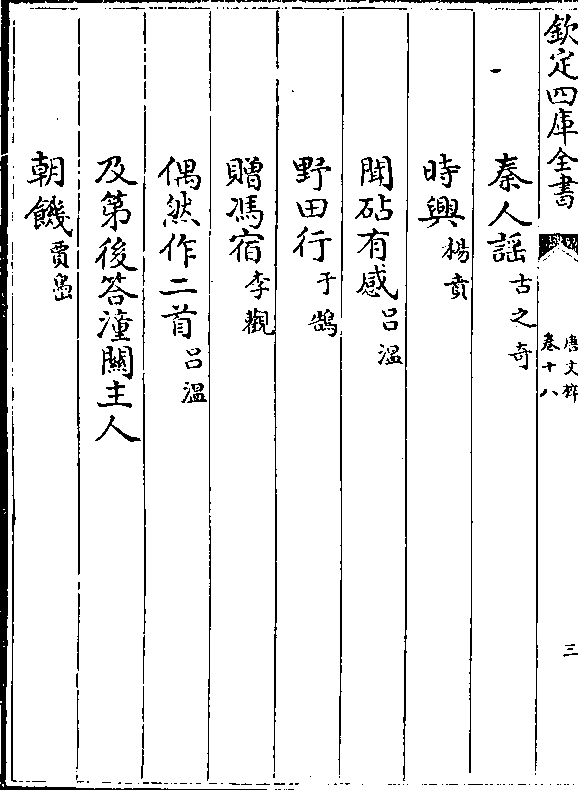 欽定四庫全書
唐文粹
卷十八
三
秦人謡古之奇
時興楊賁
聞砧有感吕温
野田行于鵠
贈馮宿李觀
偶然作二首吕温
及第後答潼關主人
朝饑賈島